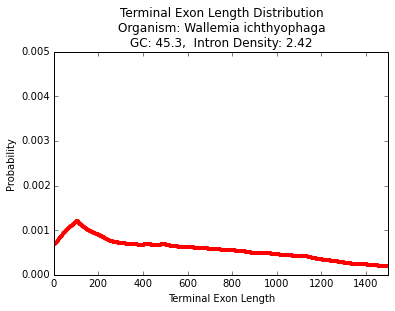 Terminal Exon Length Distribution
Organism: Wallemia ichthyophaga
GC: 45.3,  Intron Density: 2.42
0.005
0.004
0.003
0.002
0.001
0.000
Probability
0 200 400 600 800 1000 1200 1400
Terminal Exon Length